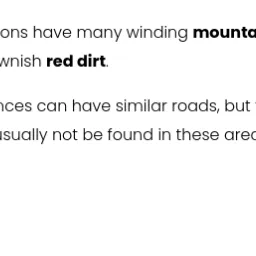 ons have many winding mounta
wnish red dirt.
nces can have similar roads, but
usually not be found in these area